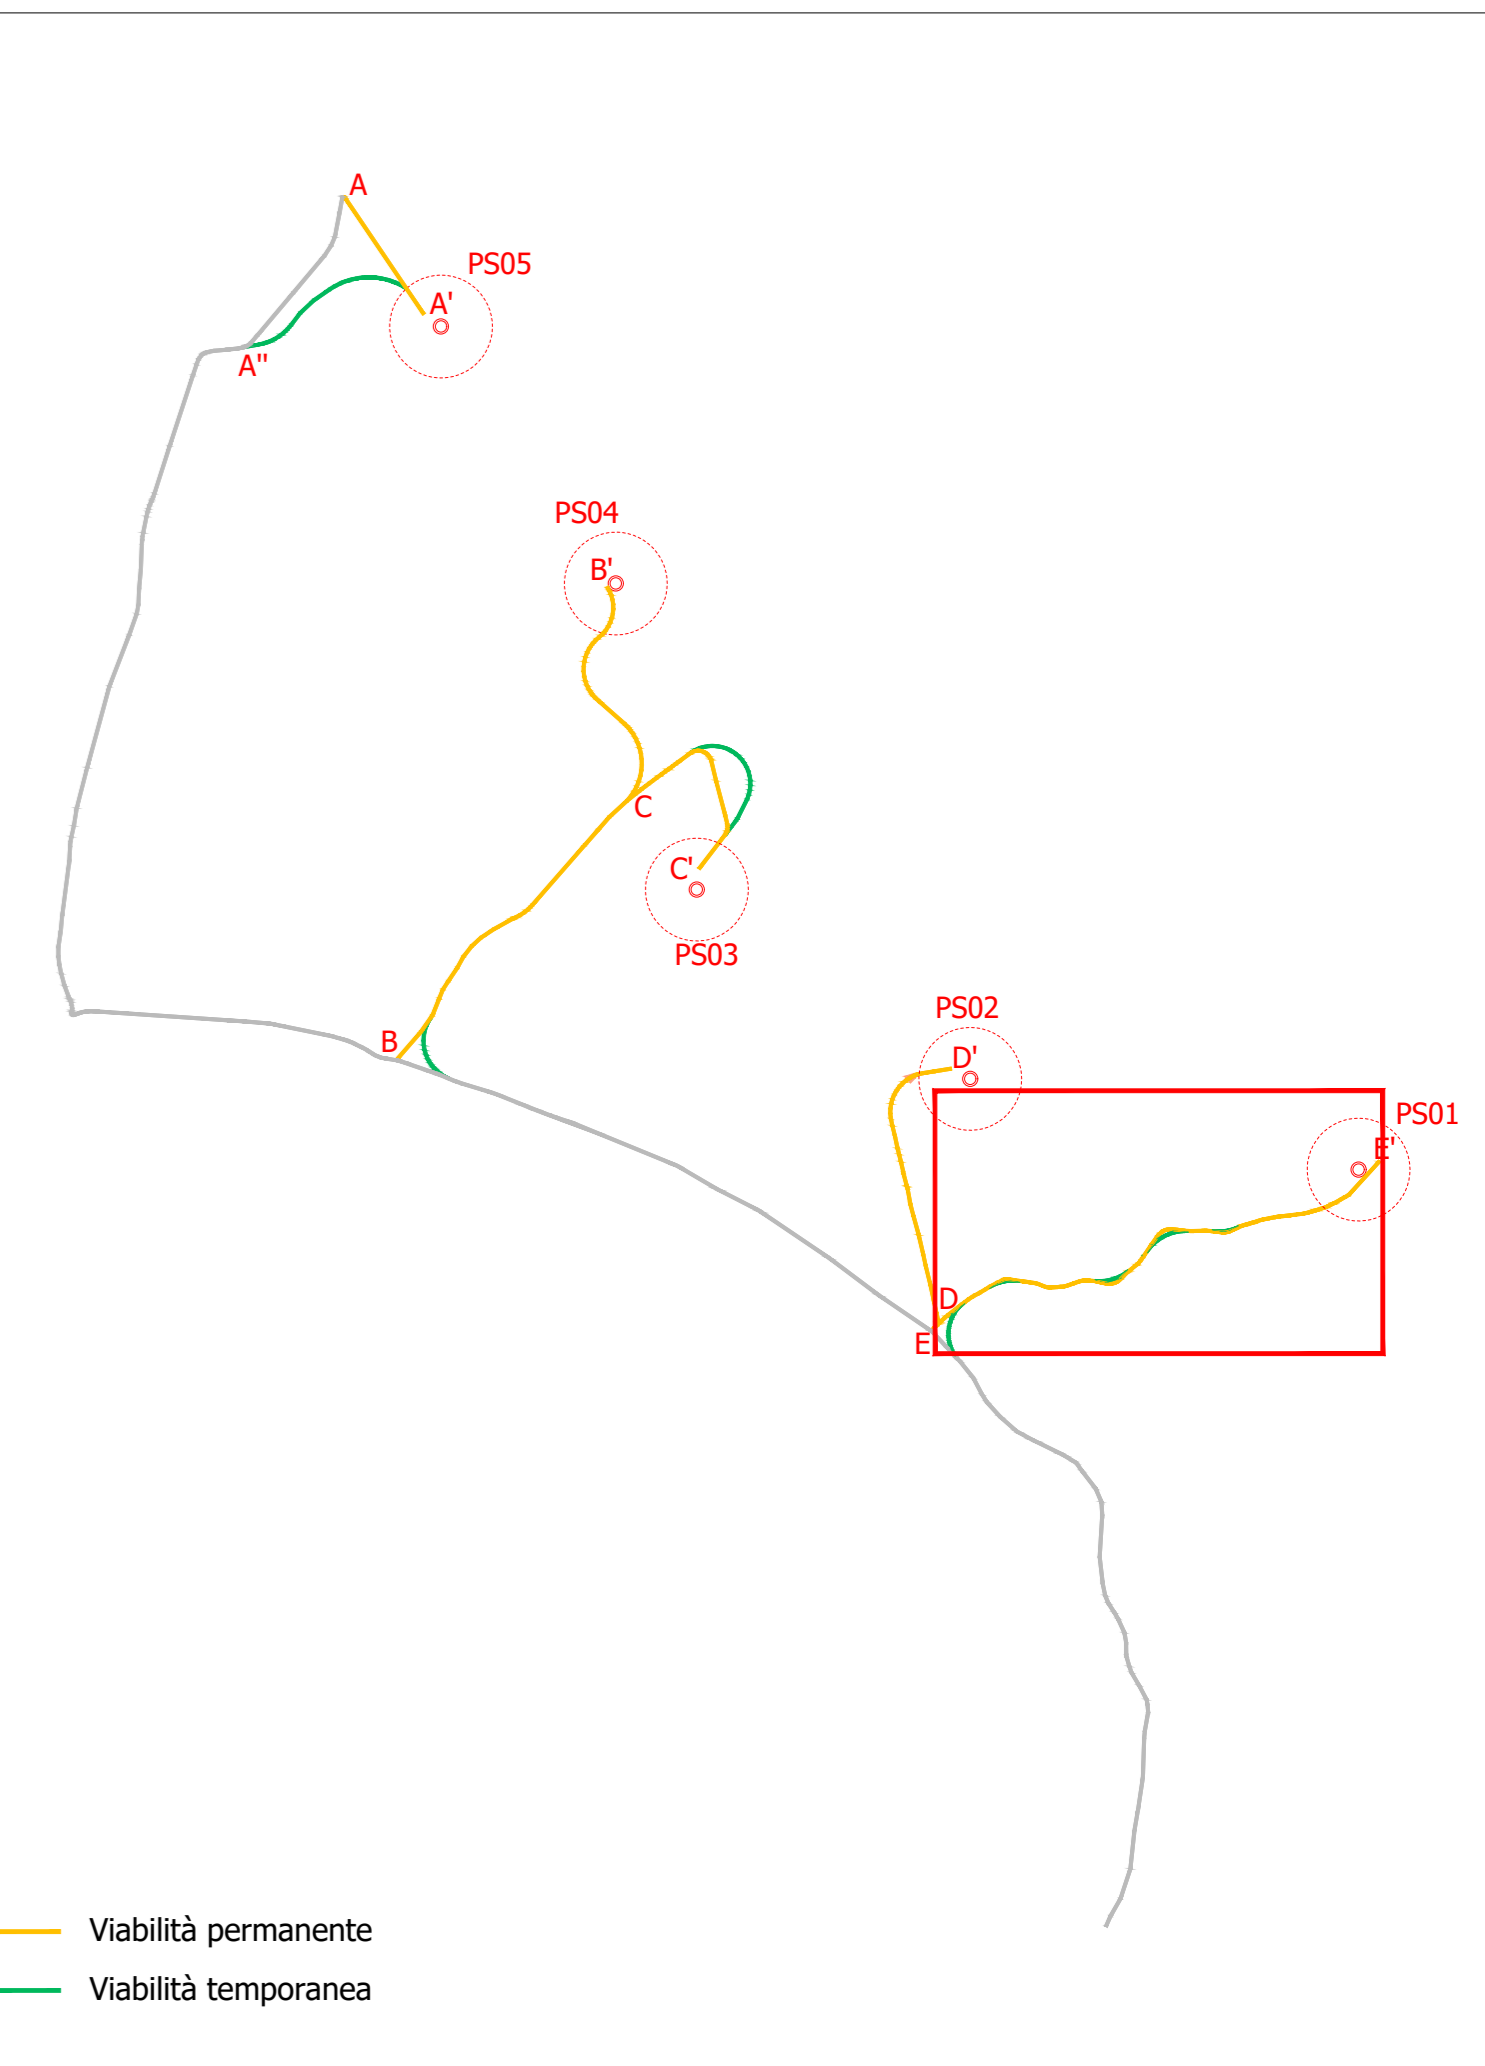 A
PS05
A'
A"
PS04
B'
C
C'
PS03
B
PS02
D'
PS01
E'
D
E
Viabilità permanente
Viabilità temporanea